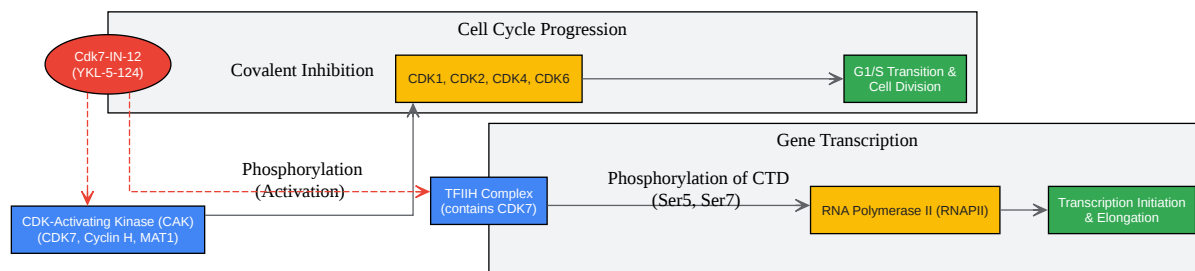 Cell Cycle Progression
Cdk7-IN-12
(YKL-5-124)
Covalent Inhibition
CDK1, CDK2, CDK4, CDK6
G1/S Transition &
Cell Division
Gene Transcription
Phosphorylation
(Activation)
TFIIH Complex
(contains CDK7)
Phosphorylation of CTD
(Ser5, Ser7)
RNA Polymerase II (RNAPII)
Transcription Initiation
& Elongation
CDK-Activating Kinase (CAK)
(CDK7, Cyclin H, MAT1)